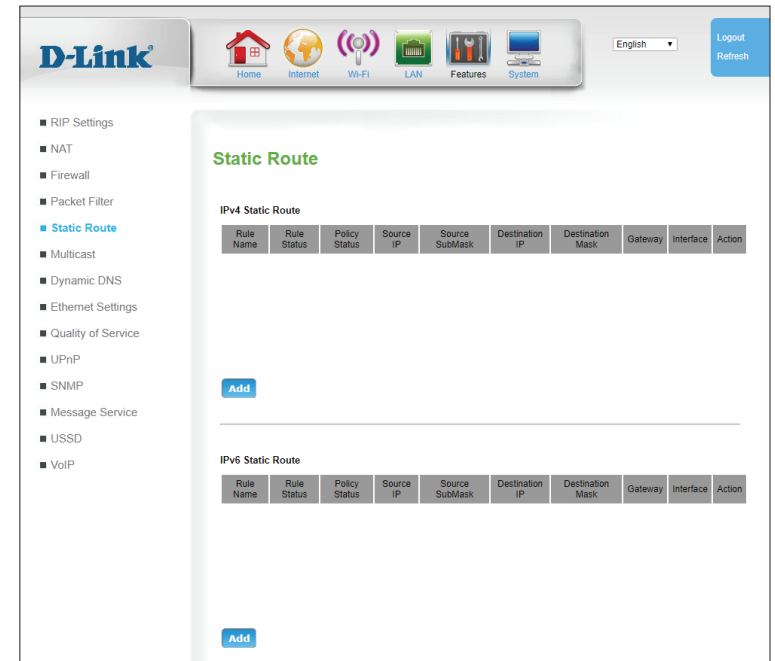 D-Link
Home
Internet
Wi-Fi
LAN
Features
System
English
Logout
Refresh
RIP Settings
NAT
Firewall
Packet Filter
Static Route
Multicast
Dynamic DNS
Ethernet Settings
Quality of Service
UPnP
SNMP
Message Service
USSD
VoIP
Static Route
IPv4 Static Route
Rule Name Rule Status Policy Status Source IP Source SubMask Destination IP Destination Mask Gateway Interface Action
Add
IPv6 Static Route
Rule Name Rule Status Policy Status Source IP Source SubMask Destination IP Destination Mask Gateway Interface Action
Add